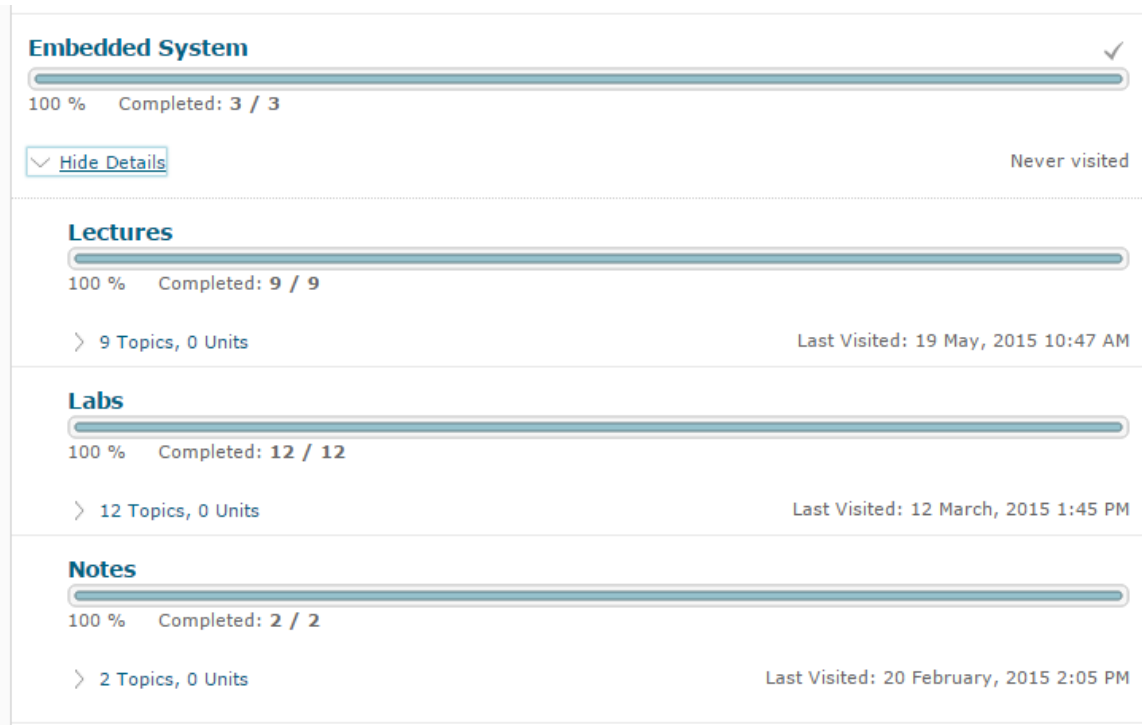 Embedded System
100 % Completed: 3 / 3
Hide Details Never visited
Lectures
100 % Completed: 9 / 9
9 Topics, 0 Units Last Visited: 19 May, 2015 10:47 AM
Labs
100 % Completed: 12 / 12
12 Topics, 0 Units Last Visited: 12 March, 2015 1:45 PM
Notes
100 % Completed: 2 / 2
2 Topics, 0 Units Last Visited: 20 February, 2015 2:05 PM